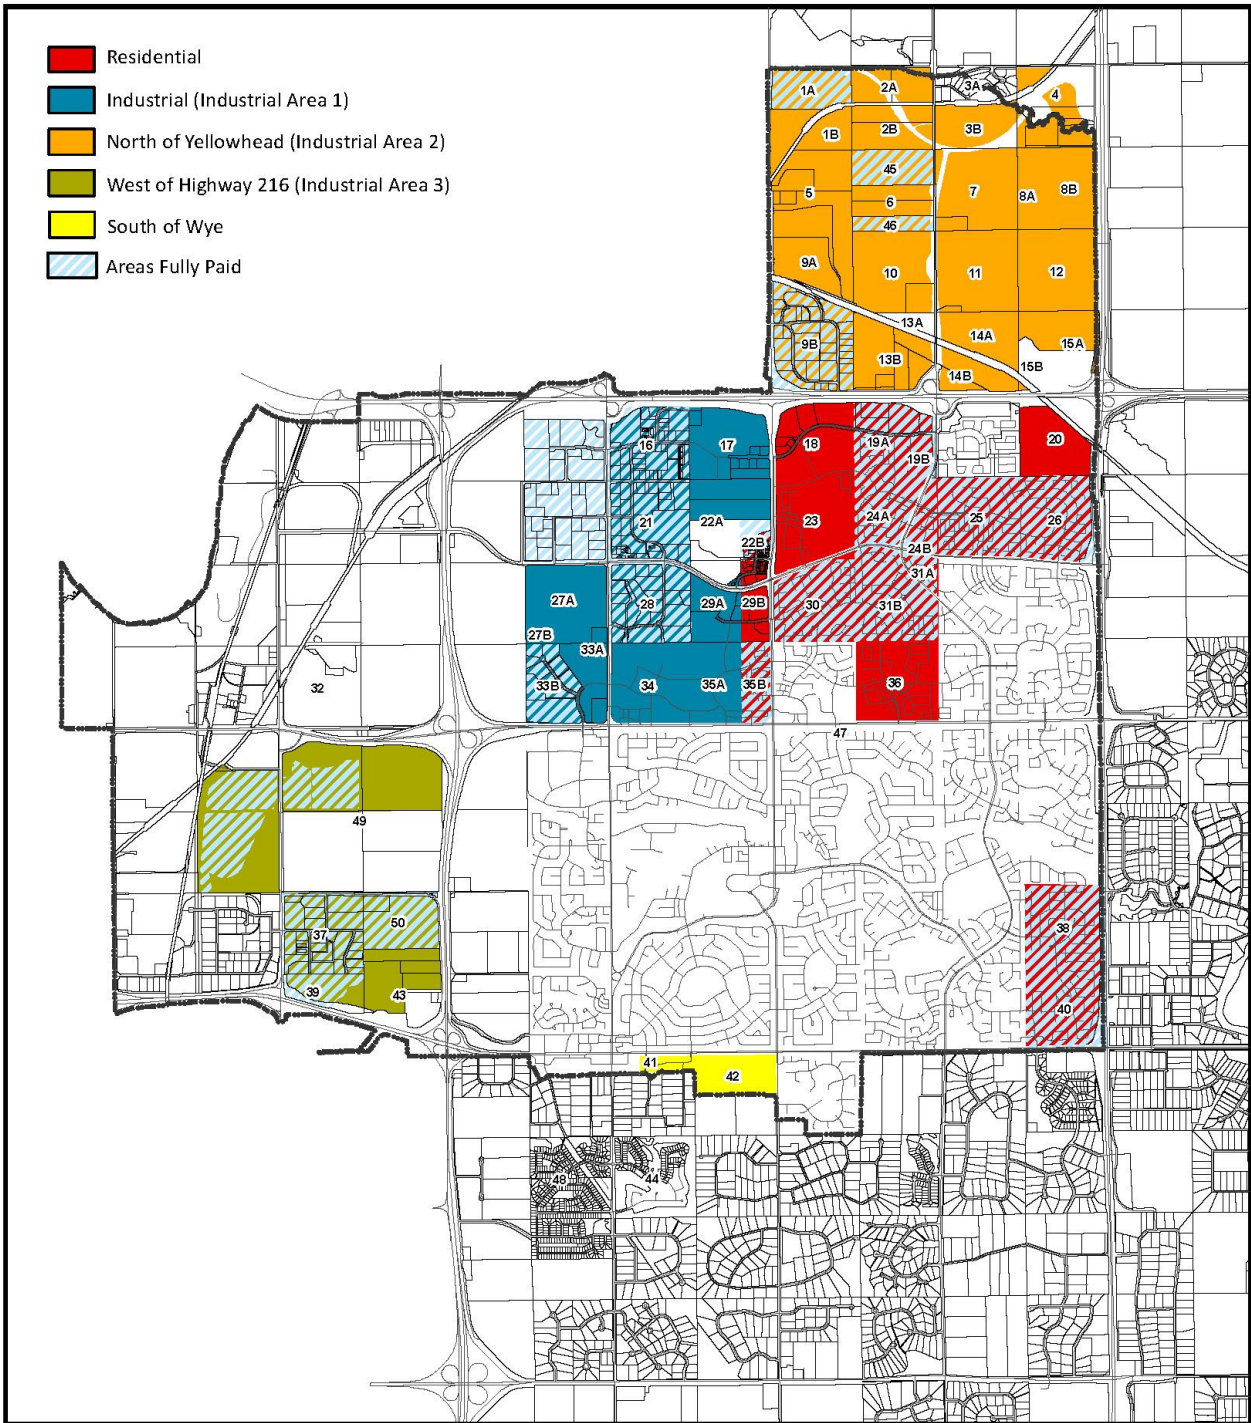 Residential
Industrial (Industrial Area 1)
North of Yellowhead (Industrial Area 2)
West of Highway 216 (Industrial Area 3)
South of Wye
Areas Fully Paid
1A
2A
3A
4
1B
2B
3B
45
5
6
7
8A
8B
46
9A
10
11
12
13A
9B
13B
14A
14B
15A
15B
16
17
18
19A
19B
20
21
22A
22B
23
24A
24B
25
26
27A
27B
28
29A
29B
30
31A
31B
32
33A
33B
34
35A
35B
36
47
49
37
50
38
39
43
40
41
42
48
44